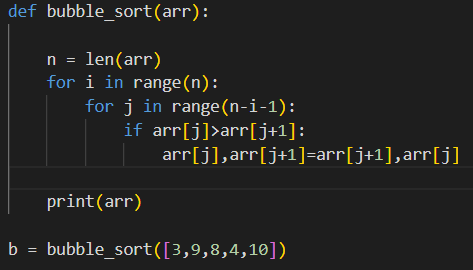 def bubble_sort(arr):
    n = len(arr)
    for i in range(n):
        for j in range(n-i-1):
            if arr[j]>arr[j+1]:
                arr[j],arr[j+1]=arr[j+1],arr[j]
    print(arr)
b = bubble_sort([3,9,8,4,10])